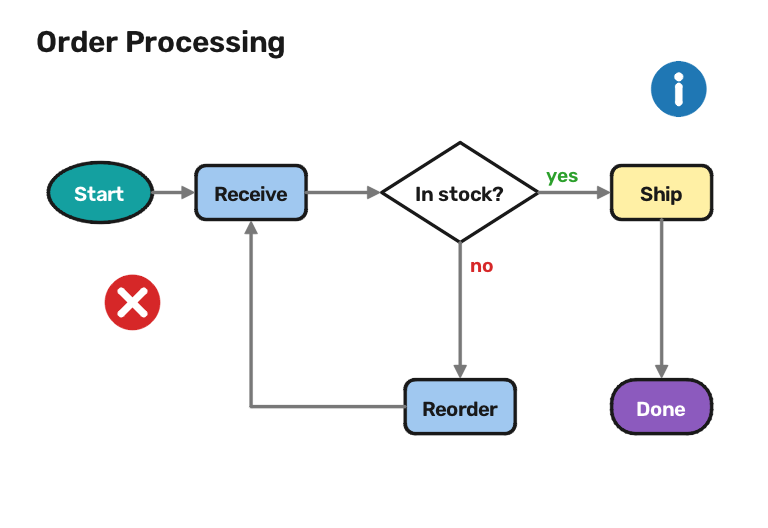 Order Processing
Start
Receive
In stock?
yes
Ship
no
Reorder
Done